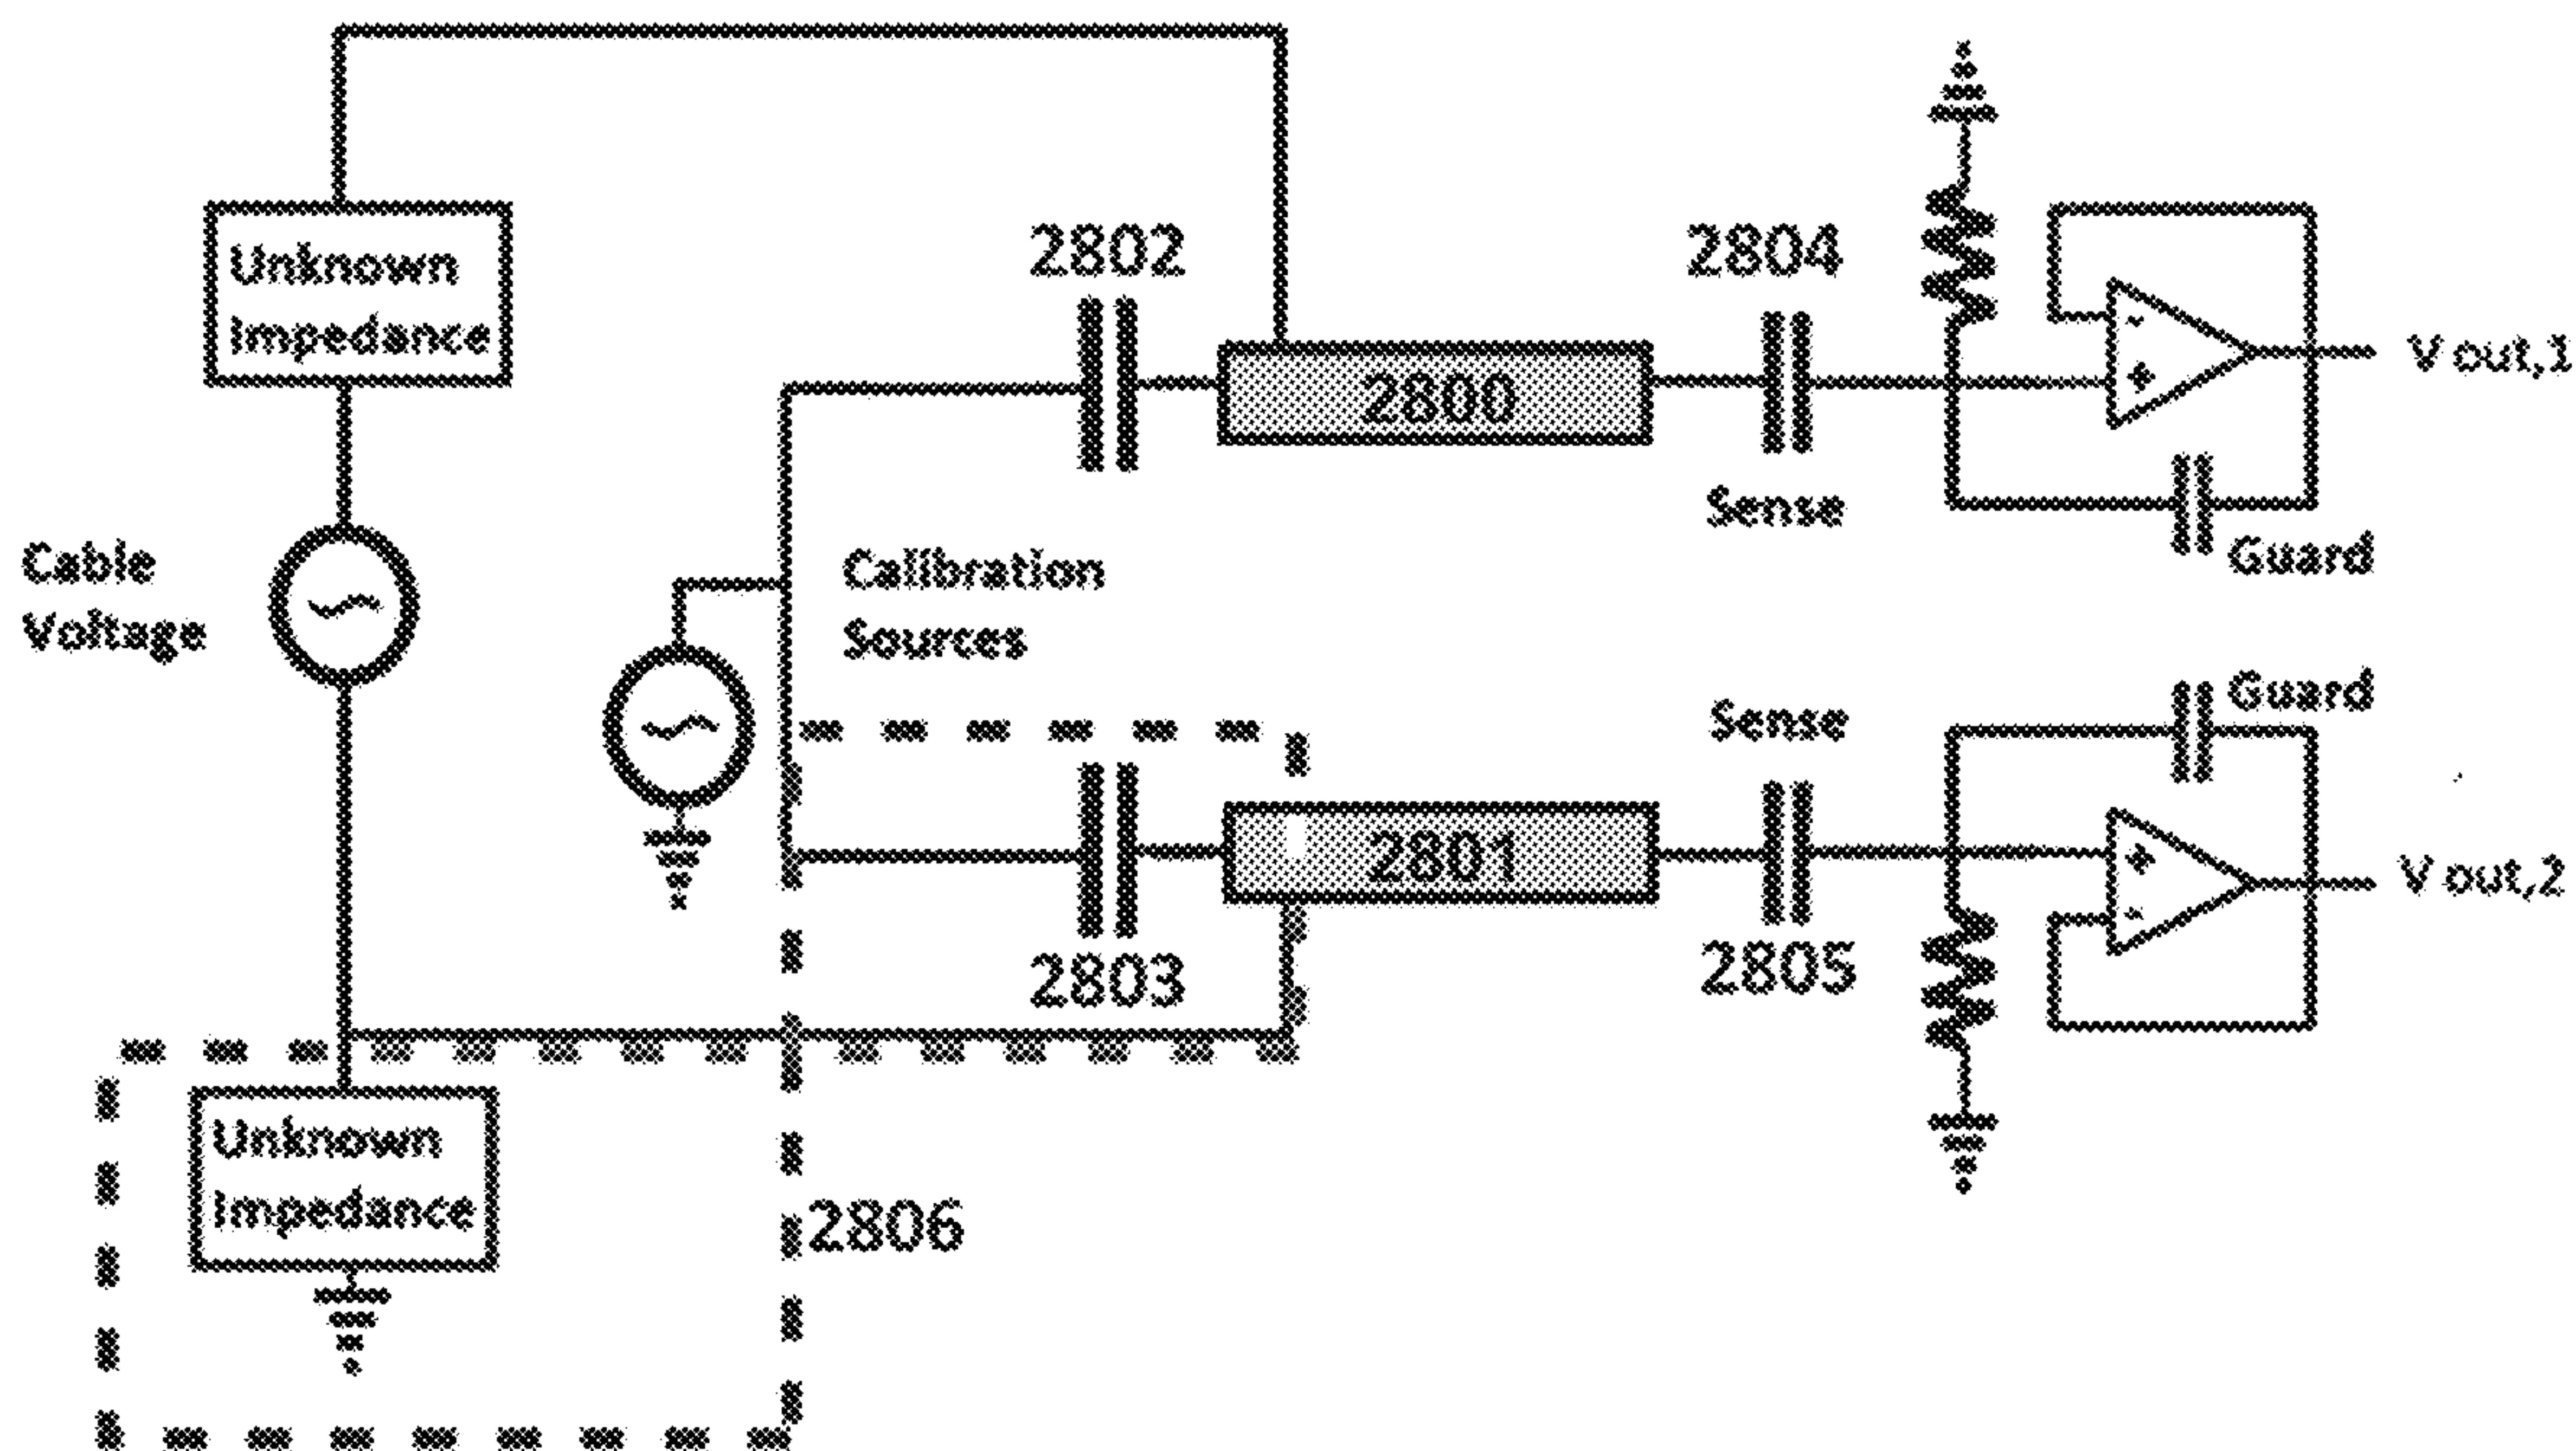 2802
2804
Unknown
Impedance
- 
V out,1
2800
+
Sense
Cable
Voltage
Calibration
Sources
Guard
Sense
Guard
2801
+
V out,2
-
2803
2805
Unknown
Impedance
2806